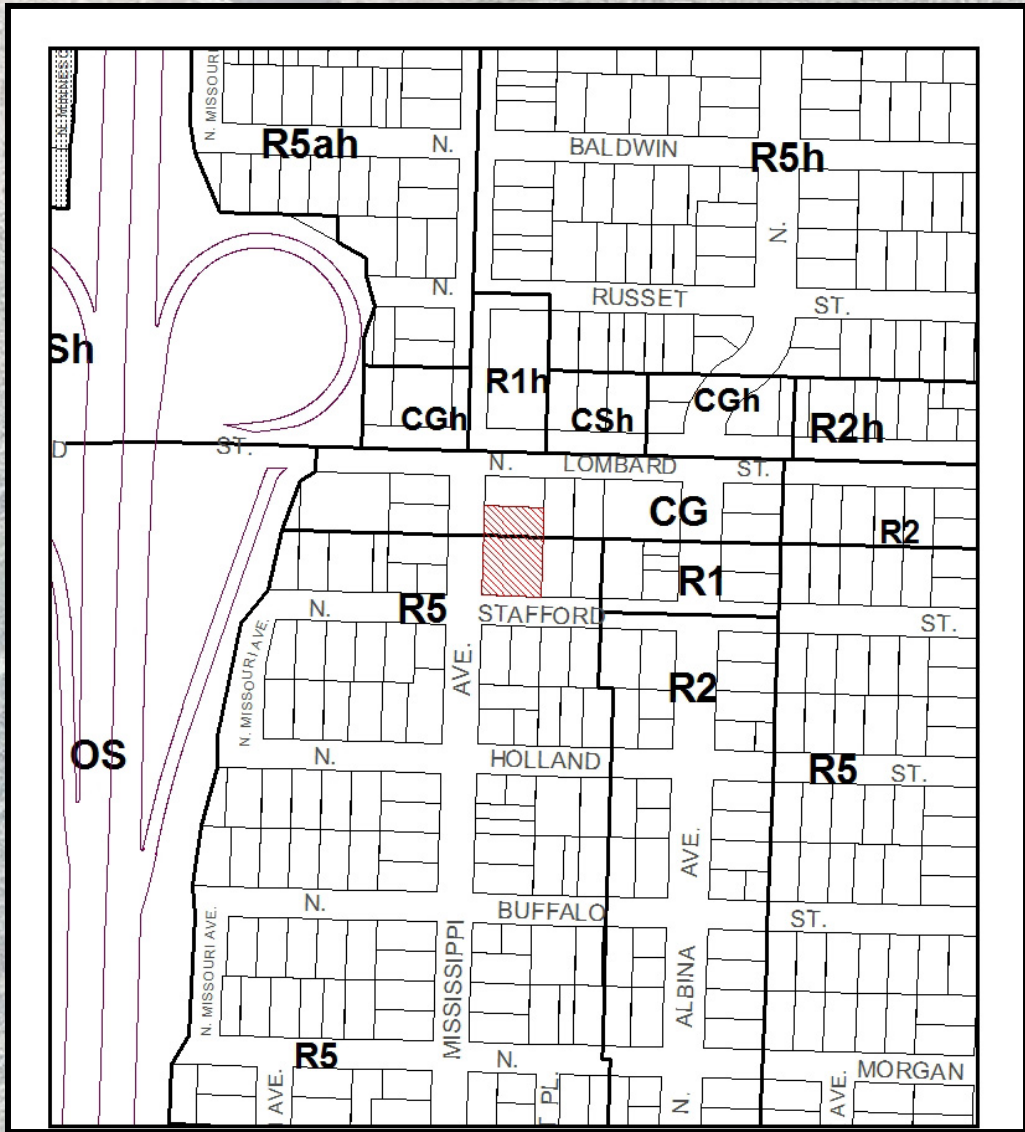 N. MISSOURI
R5ah
N.
BALDWIN
R5h
N.
N.
RUSSET
ST.
Sh
R1h
CGh
CSh
CGh
R2h
D
ST.
N.
LOMBARD
ST.
CG
R2
R1
R5
N.
STAFFORD
ST.
N. MISSOURI AVE.
AVE.
R2
OS
N.
HOLLAND
R5
ST.
AVE.
N.
BUFFALO
ST.
N. MISSOURI AVE.
MISSISSIPPI
ALBINA
R5
N.
MORGAN
AVE.
T PL.
N.
AVE.